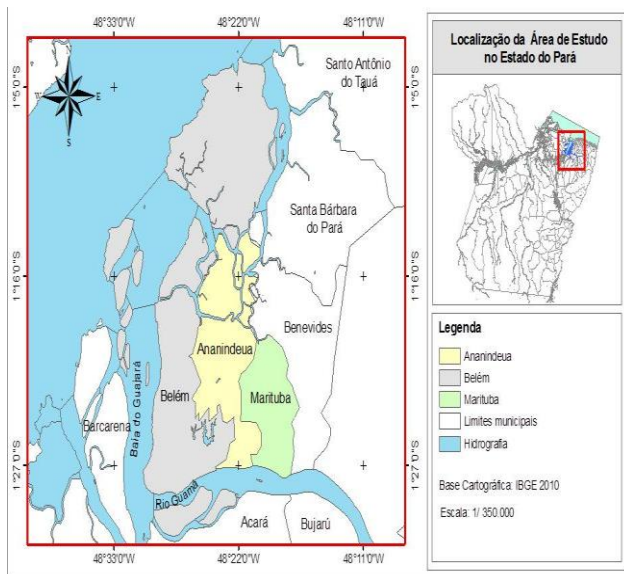 48°33'0"W
48°22'0"W
48°11'0"W
1°5'0"S
1°5'0"S
1°16'0"S
1°16'0"S
1°27'0"S
1°27'0"S
48°33'0"W
48°22'0"W
48°11'0"W
W
E
S
Santo Antônio
do Tauá
Santa Bárbara
do Pará
Benevides
Ananindeua
Belém
Marituba
Barcarena
Baía do Guajará
Rio Guamá
Acará
Bujarú
Localização da Área de Estudo
no Estado do Pará
Legenda
Ananindeua
Belém
Marituba
Limites municipais
Hidrografia
Base Cartográfica: IBGE 2010
Escala: 1/ 350.000